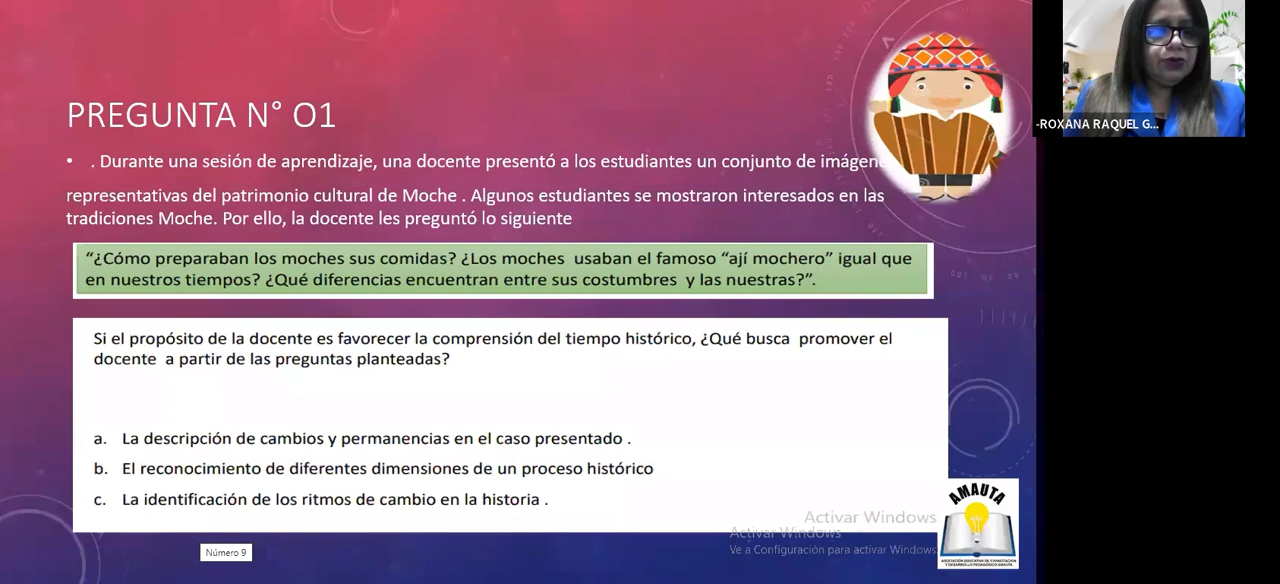 PREGUNTA N° O1
-ROXANA RAQUEL G...
• . Durante una sesión de aprendizaje, una docente presentó a los estudiantes un conjunto de imágene
representativas del patrimonio cultural de Moche . Algunos estudiantes se mostraron interesados en las
tradiciones Moche. Por ello, la docente les preguntó lo siguiente
“¿Cómo preparaban los moches sus comidas? ¿Los moches usaban el famoso “ají mochero” igual que
en nuestros tiempos? ¿Qué diferencias encuentran entre sus costumbres y las nuestras?”.
Si el propósito de la docente es favorecer la comprensión del tiempo histórico, ¿Qué busca promover el
docente a partir de las preguntas planteadas?
a. La descripción de cambios y permanencias en el caso presentado .
b. El reconocimiento de diferentes dimensiones de un proceso histórico
c. La identificación de los ritmos de cambio en la historia .
AMAUTA
Activar Windows
Activar Windows
Ve a Configuración para activar Windows.
Número 9